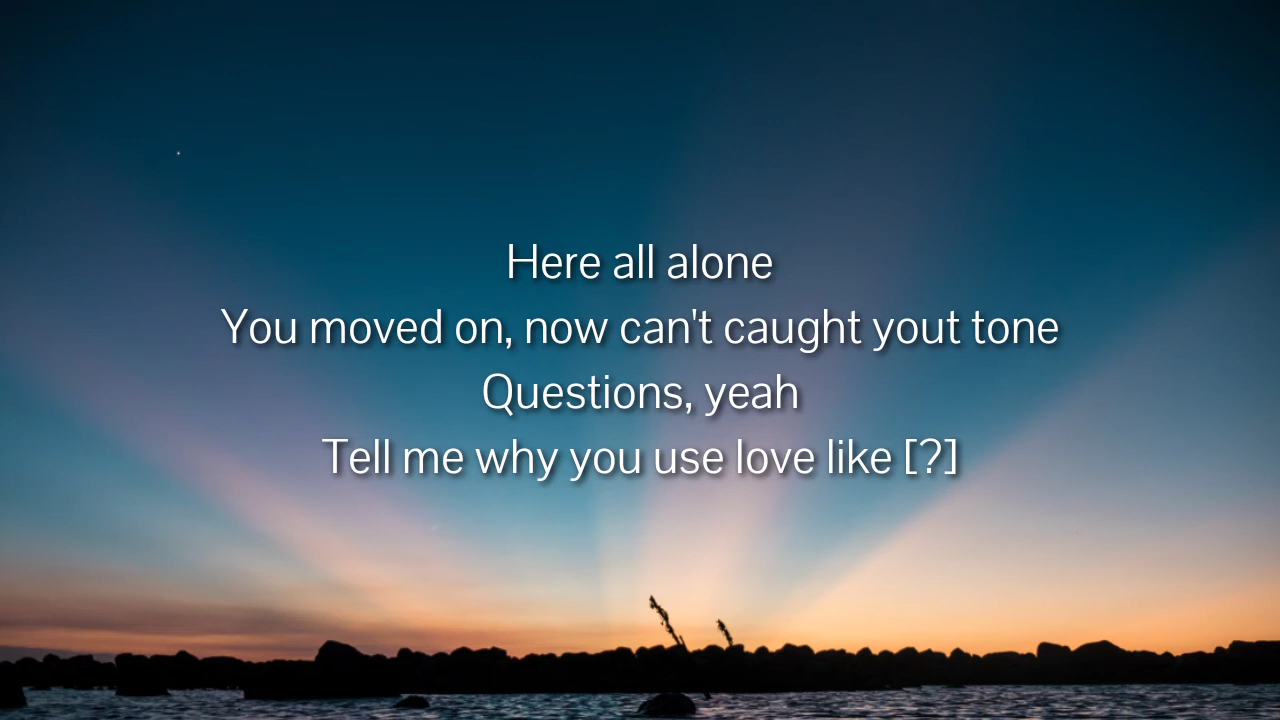 Here all alone
You moved on, now can't caught yout tone
Questions, yeah
Tell me why you use love like [?]